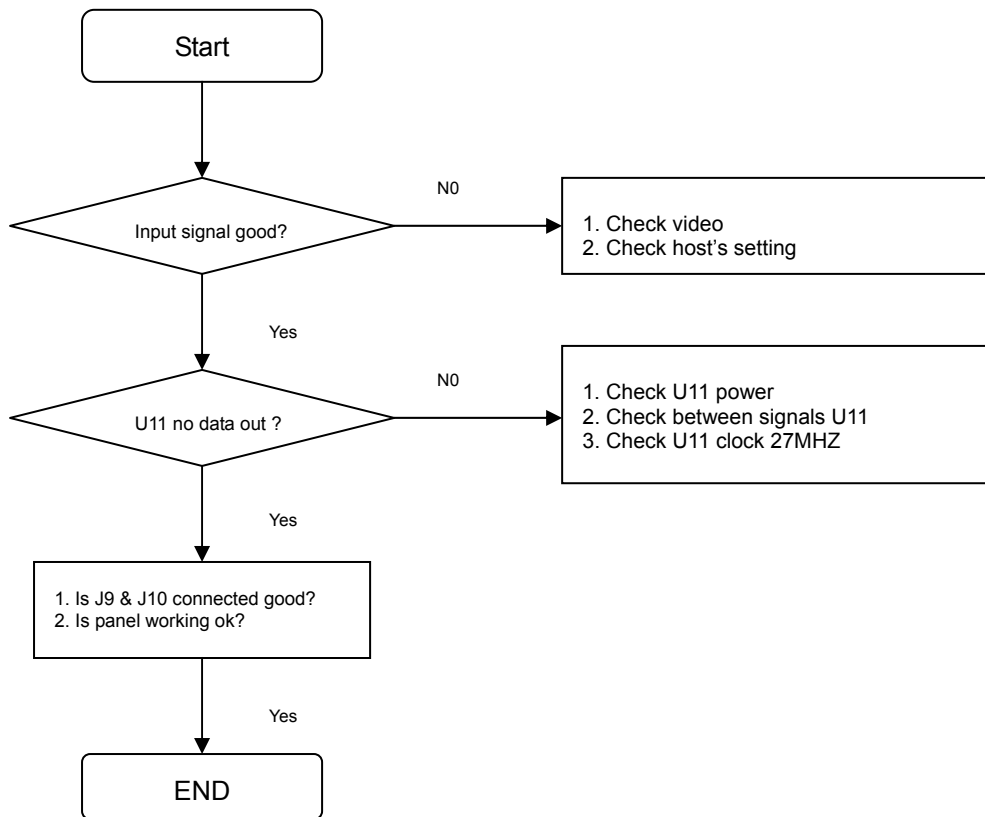 Start
N0
Input signal good?
1. Check video
2. Check host's setting
Yes
N0
U11 no data out ?
1. Check U11 power
2. Check between signals U11
3. Check U11 clock 27MHZ
Yes
1. Is J9 & J10 connected good?
2. Is panel working ok?
Yes
END